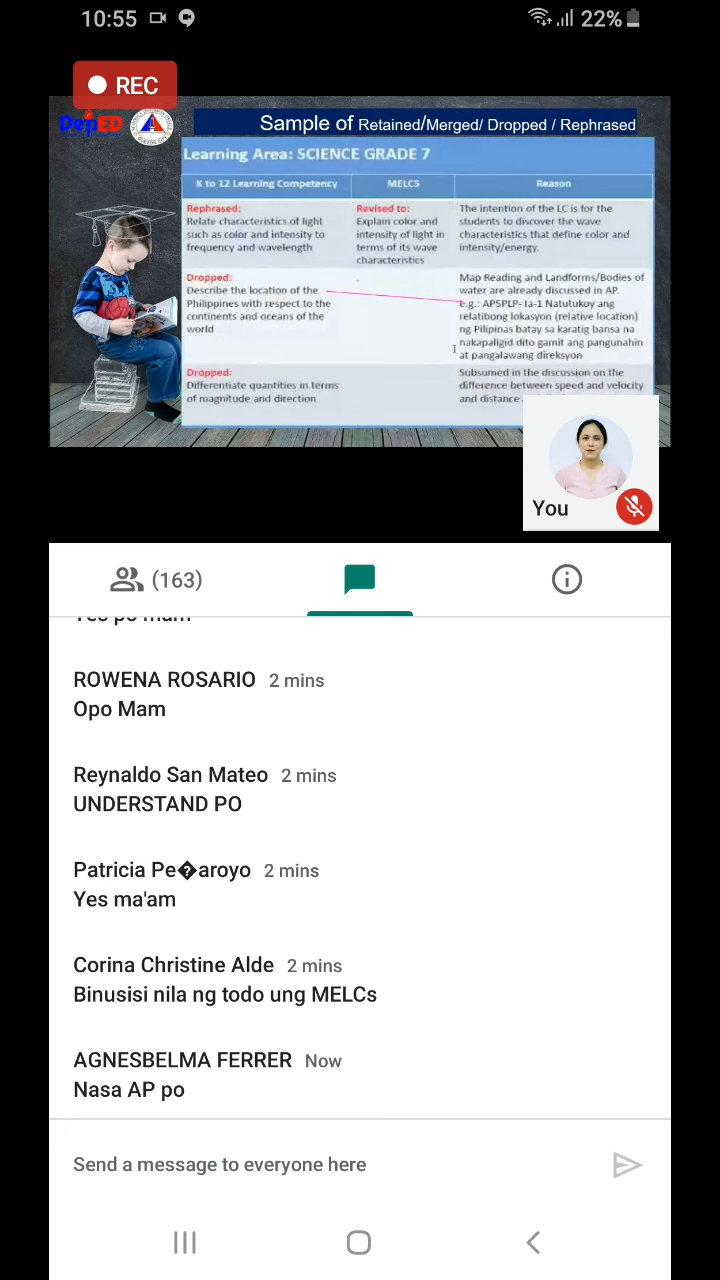 10:55
22%
REC
DepED
Sample of Retained/Merged/ Dropped / Rephrased
Learning Area: SCIENCE GRADE 7
K to 12 Learning Competency
MELCS
Reason
Rephrased:
Relate characteristics of light
such as color and intensity to
frequency and wavelength
Revised to:
Explain color and
intensity of light in
terms of its wave
characteristics
The intention of the LC is for the
students to discover the wave
characteristics that define color and
intensity/energy.
Dropped:
Describe the location of the
Philippines with respect to the
continents and oceans of the
world
Map Reading and Landforms/Bodies of
water are already discussed in AP.
e.g.: AP5PLP- Ia-1 Natutukoy ang
relatibong lokasyon (relative location)
ng Pilipinas batay sa karatig bansa na
nakapaligid dito gamit ang pangunahin
at pangalawang direksyon
Dropped:
Differentiate quantities in terms
of magnitude and direction
Subsumed in the discussion on the
difference between speed and velocity
and distance
You
(163)
Yes po mam
ROWENA ROSARIO 2 mins
Opo Mam
Reynaldo San Mateo 2 mins
UNDERSTAND PO
Patricia Pe�aroyo 2 mins
Yes ma'am
Corina Christine Alde 2 mins
Binusisi nila ng todo ung MELCs
AGNESBELMA FERRER Now
Nasa AP po
Send a message to everyone here